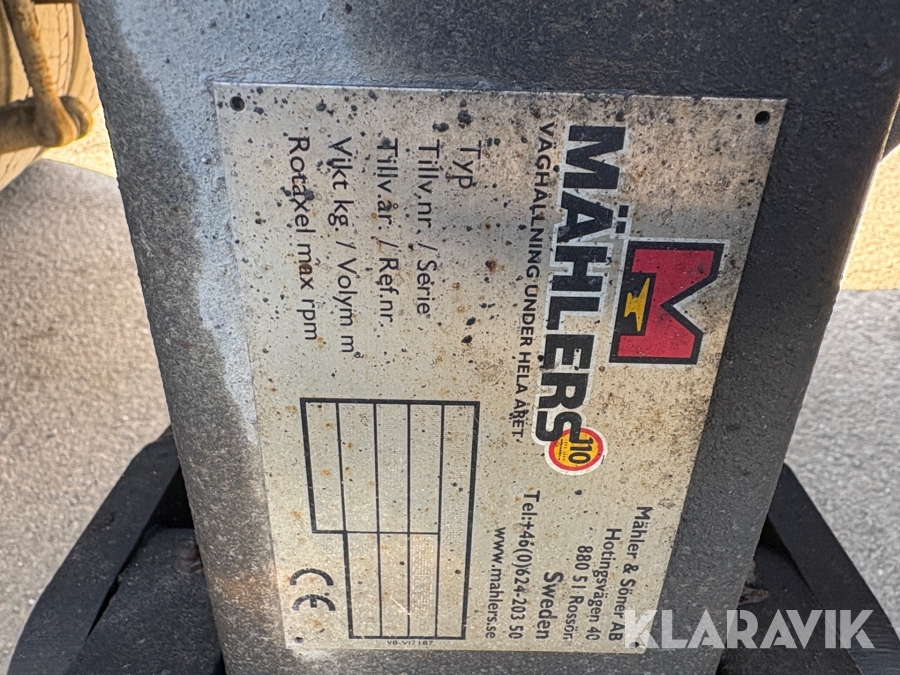 M
MÄHLERS
110
VÄGHÅLLNING UNDER HELA ÅRET
Mähler & Söner AB
Hotingsvägen 40
880 51 Rossön
Sweden
Tel:+46(0)624-203 50
www.mahlers.se
Typ
Tillv.nr. / Serie
Tillv.år. / Ref.nr.
Vikt kg / Volym m³
Rotaxel max rpm
CE
KLARAVIK